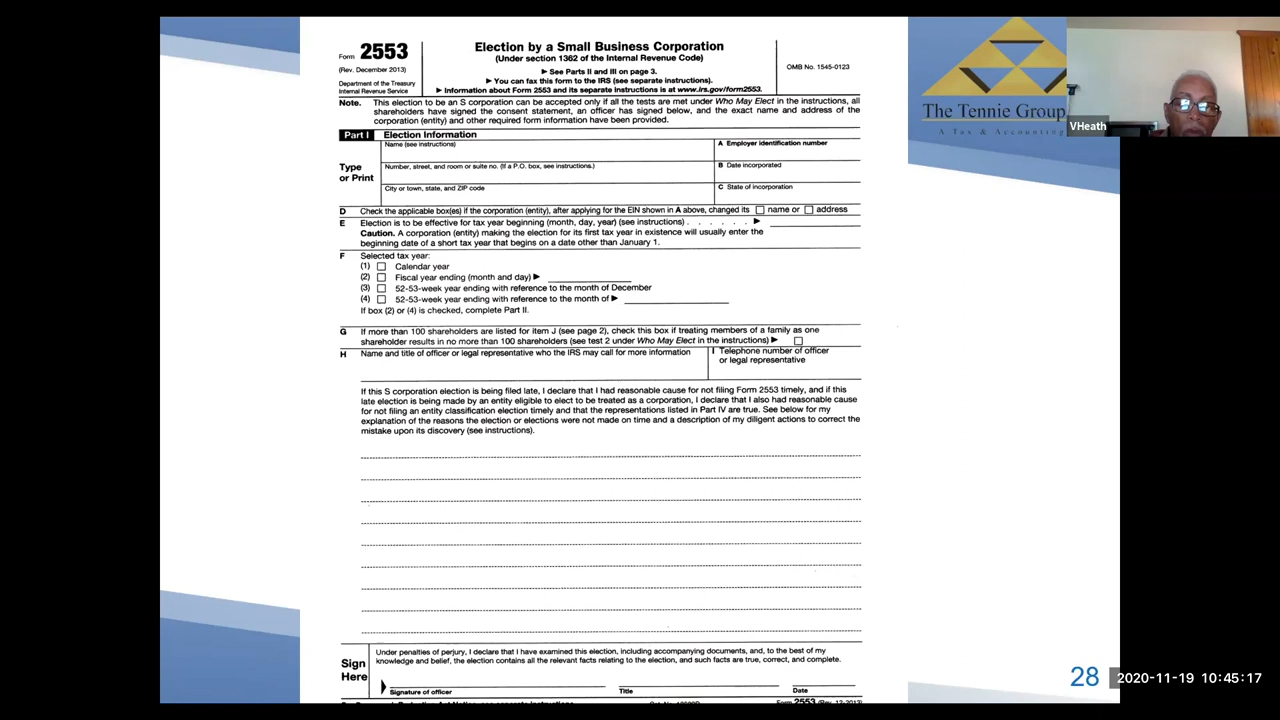 Form 2553
(Rev. December 2013)
Department of the Treasury
Internal Revenue Service
Election by a Small Business Corporation
(Under section 1362 of the Internal Revenue Code)
► See Parts II and III on page 3.
► You can fax this form to the IRS (see separate instructions).
► Information about Form 2553 and its separate instructions is at www.irs.gov/form2553.
OMB No. 1545-0123
Note. This election to be an S corporation can be accepted only if all the tests are met under Who May Elect in the instructions, all
shareholders have signed the consent statement, an officer has signed below, and the exact name and address of the
corporation (entity) and other required form information have been provided.
Part I Election Information
Type
or Print
Name (see instructions)
A Employer identification number
Number, street, and room or suite no. (If a P.O. box, see instructions.)
B Date incorporated
City or town, state, and ZIP code
C State of incorporation
D Check the applicable box(es) if the corporation (entity), after applying for the EIN shown in A above, changed its name or address
E Election is to be effective for tax year beginning (month, day, year) (see instructions) . . . . . . ►
Caution. A corporation (entity) making the election for its first tax year in existence will usually enter the
beginning date of a short tax year that begins on a date other than January 1.
F Selected tax year:
(1) Calendar year
(2) Fiscal year ending (month and day) ►
(3) 52-53-week year ending with reference to the month of December
(4) 52-53-week year ending with reference to the month of ►
If box (2) or (4) is checked, complete Part II.
G If more than 100 shareholders are listed for item J (see page 2), check this box if treating members of a family as one
shareholder results in no more than 100 shareholders (see test 2 under Who May Elect in the instructions) ►
H Name and title of officer or legal representative who the IRS may call for more information
I Telephone number of officer
or legal representative
If this S corporation election is being filed late, I declare that I had reasonable cause for not filing Form 2553 timely, and if this
late election is being made by an entity eligible to elect to be treated as a corporation, I declare that I also had reasonable cause
for not filing an entity classification election timely and that the representations listed in Part IV are true. See below for my
explanation of the reasons the election or elections were not made on time and a description of my diligent actions to correct the
mistake upon its discovery (see instructions).
Sign
Here
Under penalties of perjury, I declare that I have examined this election, including accompanying documents, and, to the best of my
knowledge and belief, the election contains all the relevant facts relating to the election, and such facts are true, correct, and complete.
Signature of officer
Title
Date
Form 2553 (Rev. 12-2013)
The Tennie Group
A Tax & Accounting
VHeath
28
2020-11-19 10:45:17